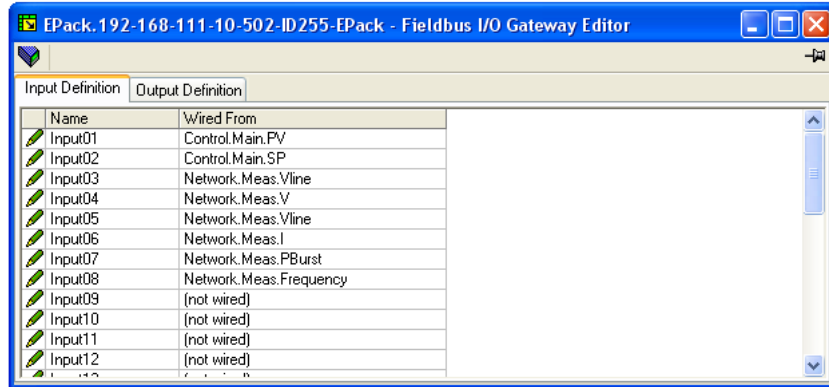 EPack.192-168-111-10-502-ID255-EPack - Fieldbus I/O Gateway Editor
Input Definition Output Definition
Name Wired From
Input01 Control.Main.PV
Input02 Control.Main.SP
Input03 Network.Meas.Vline
Input04 Network.Meas.V
Input05 Network.Meas.Vline
Input06 Network.Meas.I
Input07 Network.Meas.PBurst
Input08 Network.Meas.Frequency
Input09 (not wired)
Input10 (not wired)
Input11 (not wired)
Input12 (not wired)